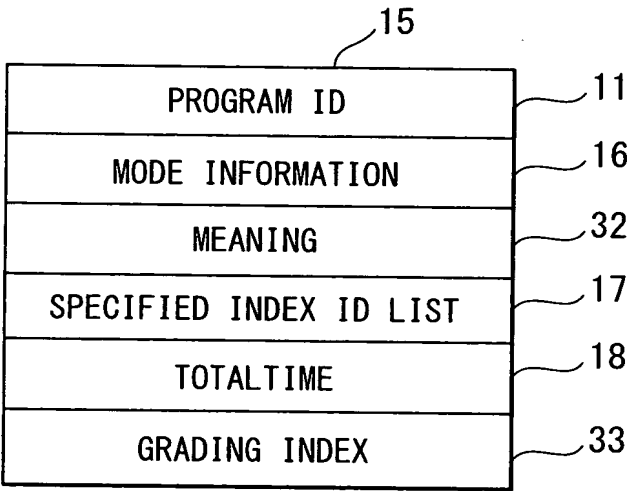 15
PROGRAM ID 11
MODE INFORMATION 16
MEANING 32
SPECIFIED INDEX ID LIST 17
TOTALTIME 18
GRADING INDEX 33